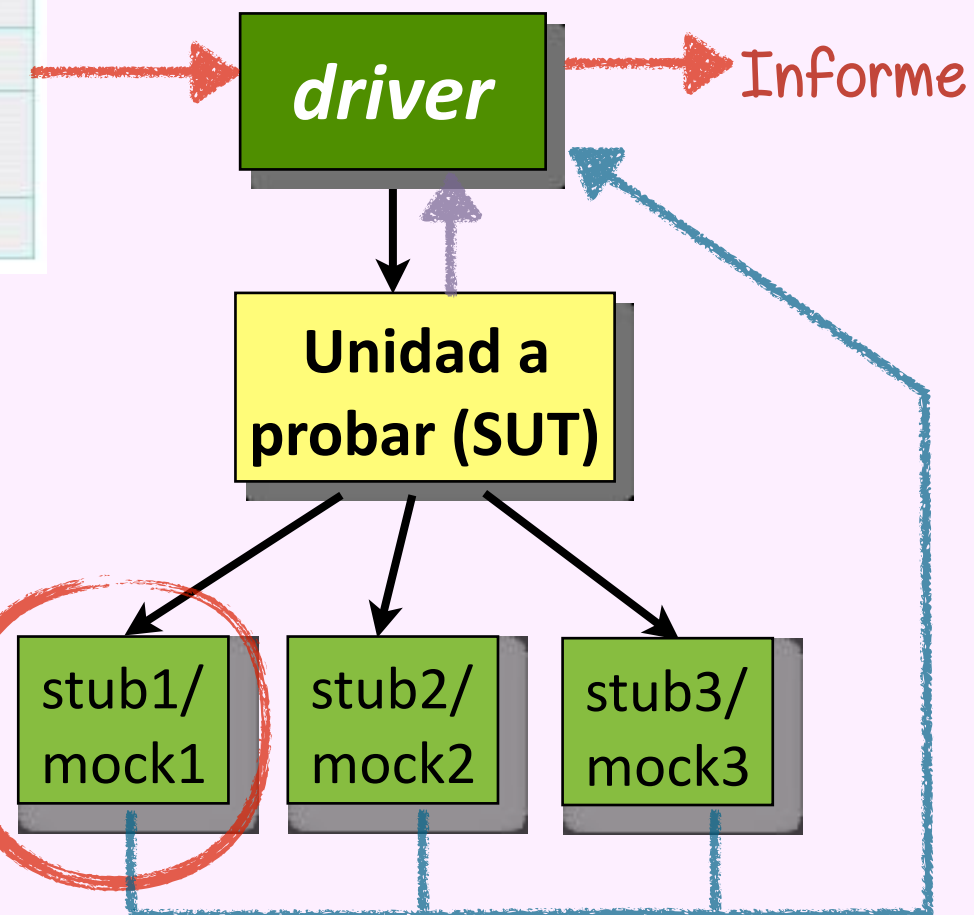 driver
Informe
Unidad a
probar (SUT)
stub1/
mock1
stub2/
mock2
stub3/
mock3